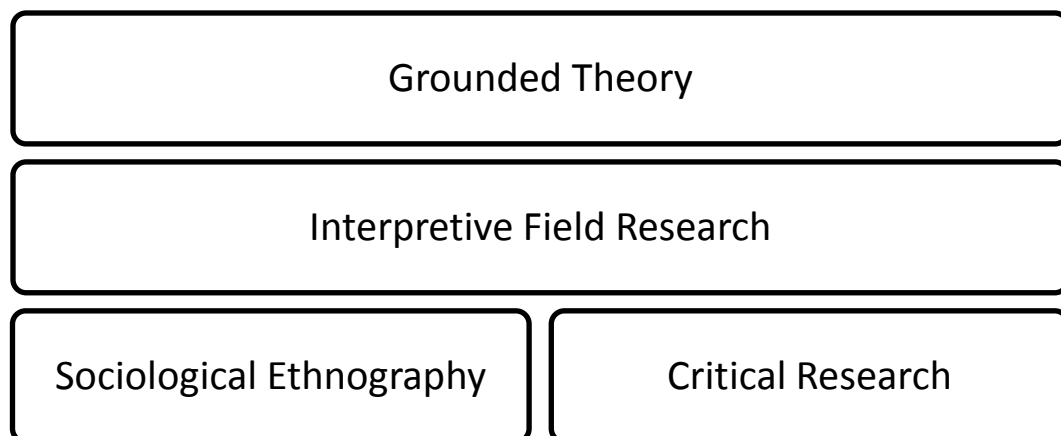 Grounded Theory
Interpretive Field Research
Sociological Ethnography
Critical Research